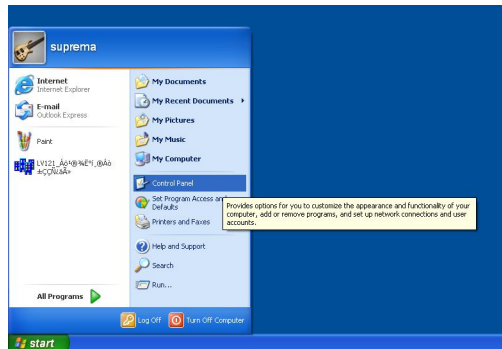 suprema
Internet
Internet Explorer
E-mail
Outlook Express
Paint
My Documents
My Recent Documents
My Pictures
My Music
My Computer
Control Panel
Set Program Access and
Defaults
Printers and Faxes
Help and Support
Search
Run...
Provides options for you to customize the appearance and functionality of your
computer, add or remove programs, and set up network connections and user
accounts.
All Programs
Log Off
Turn Off Computer
start